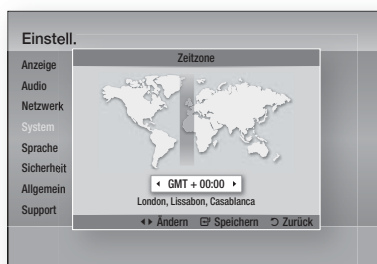 Einstell.
Zeitzone
Anzeige
Audio
Netzwerk
System
Sprache
Sicherheit
Allgemein
Support
GMT + 00:00
London, Lissabon, Casablanca
Ändern Speichern Zurück